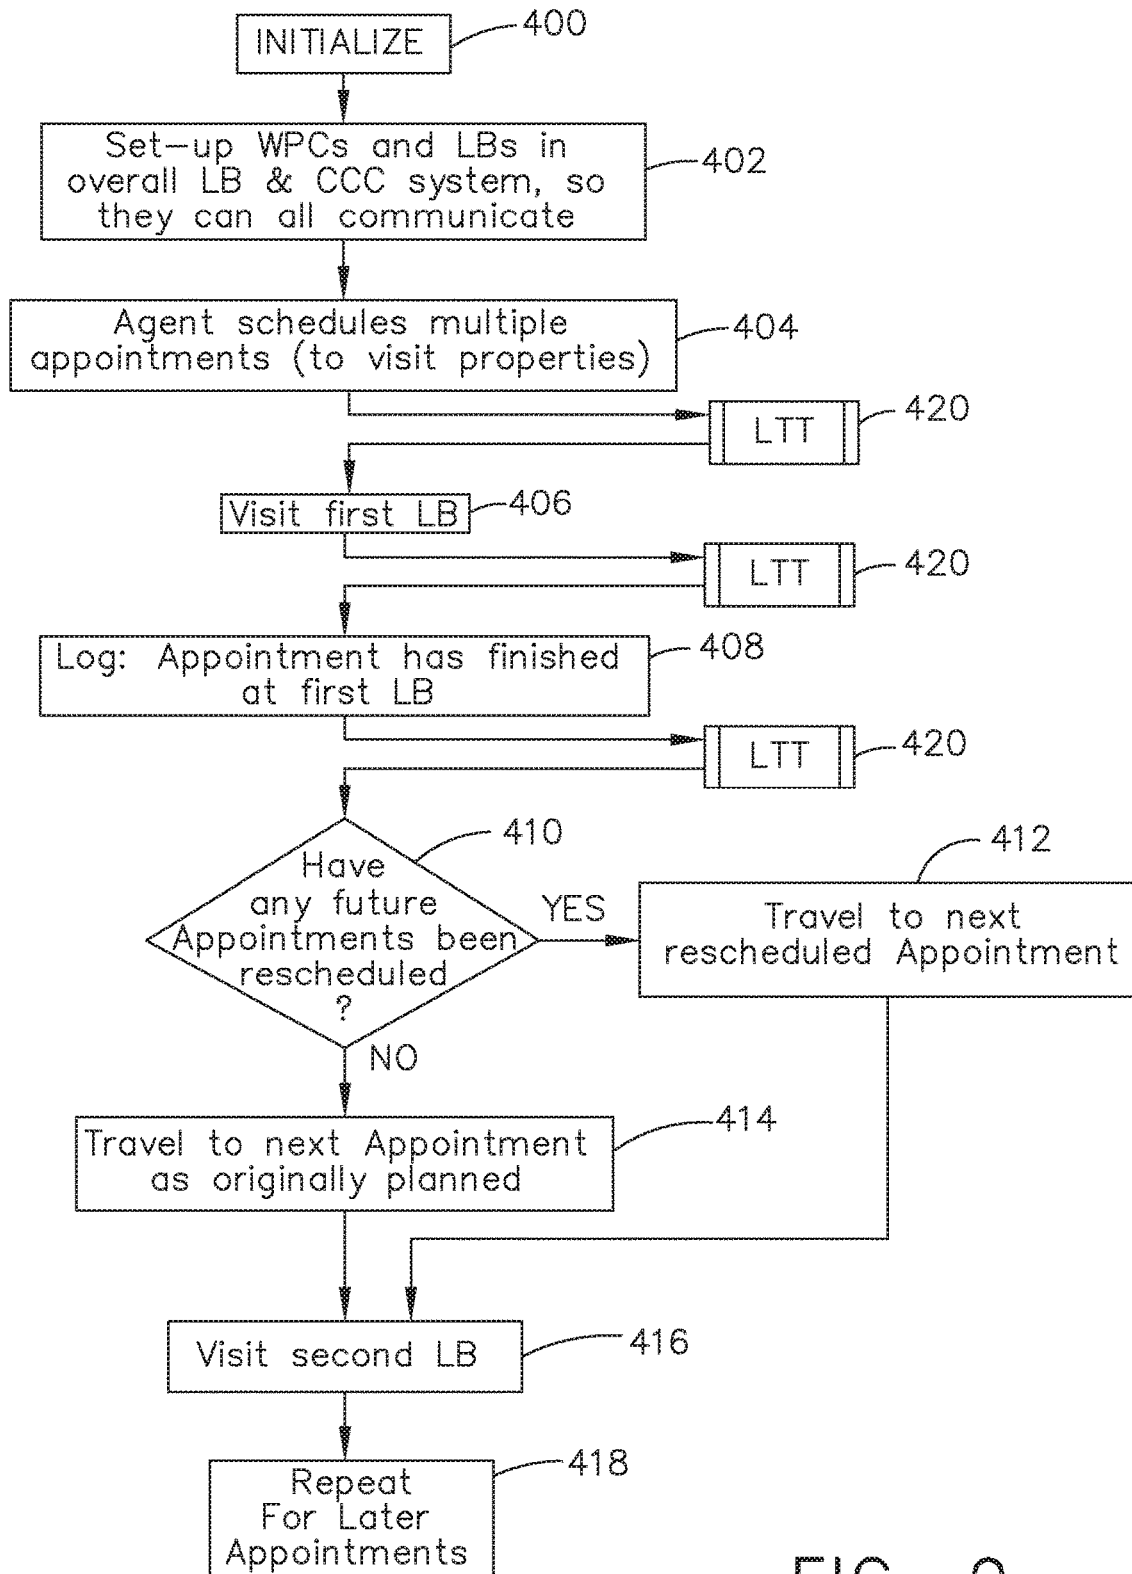 INITIALIZE
400
Set-up WPCs and LBs in
overall LB & CCC system, so
they can all communicate
402
Agent schedules multiple
appointments (to visit properties)
404
LTT
420
Visit first LB
406
LTT
420
Log: Appointment has finished
at first LB
408
LTT
420
Have
any future
Appointments been
rescheduled
?
410
YES
412
Travel to next
rescheduled Appointment
NO
Travel to next Appointment
as originally planned
414
Visit second LB
416
Repeat
For Later
Appointments
418
FIG.